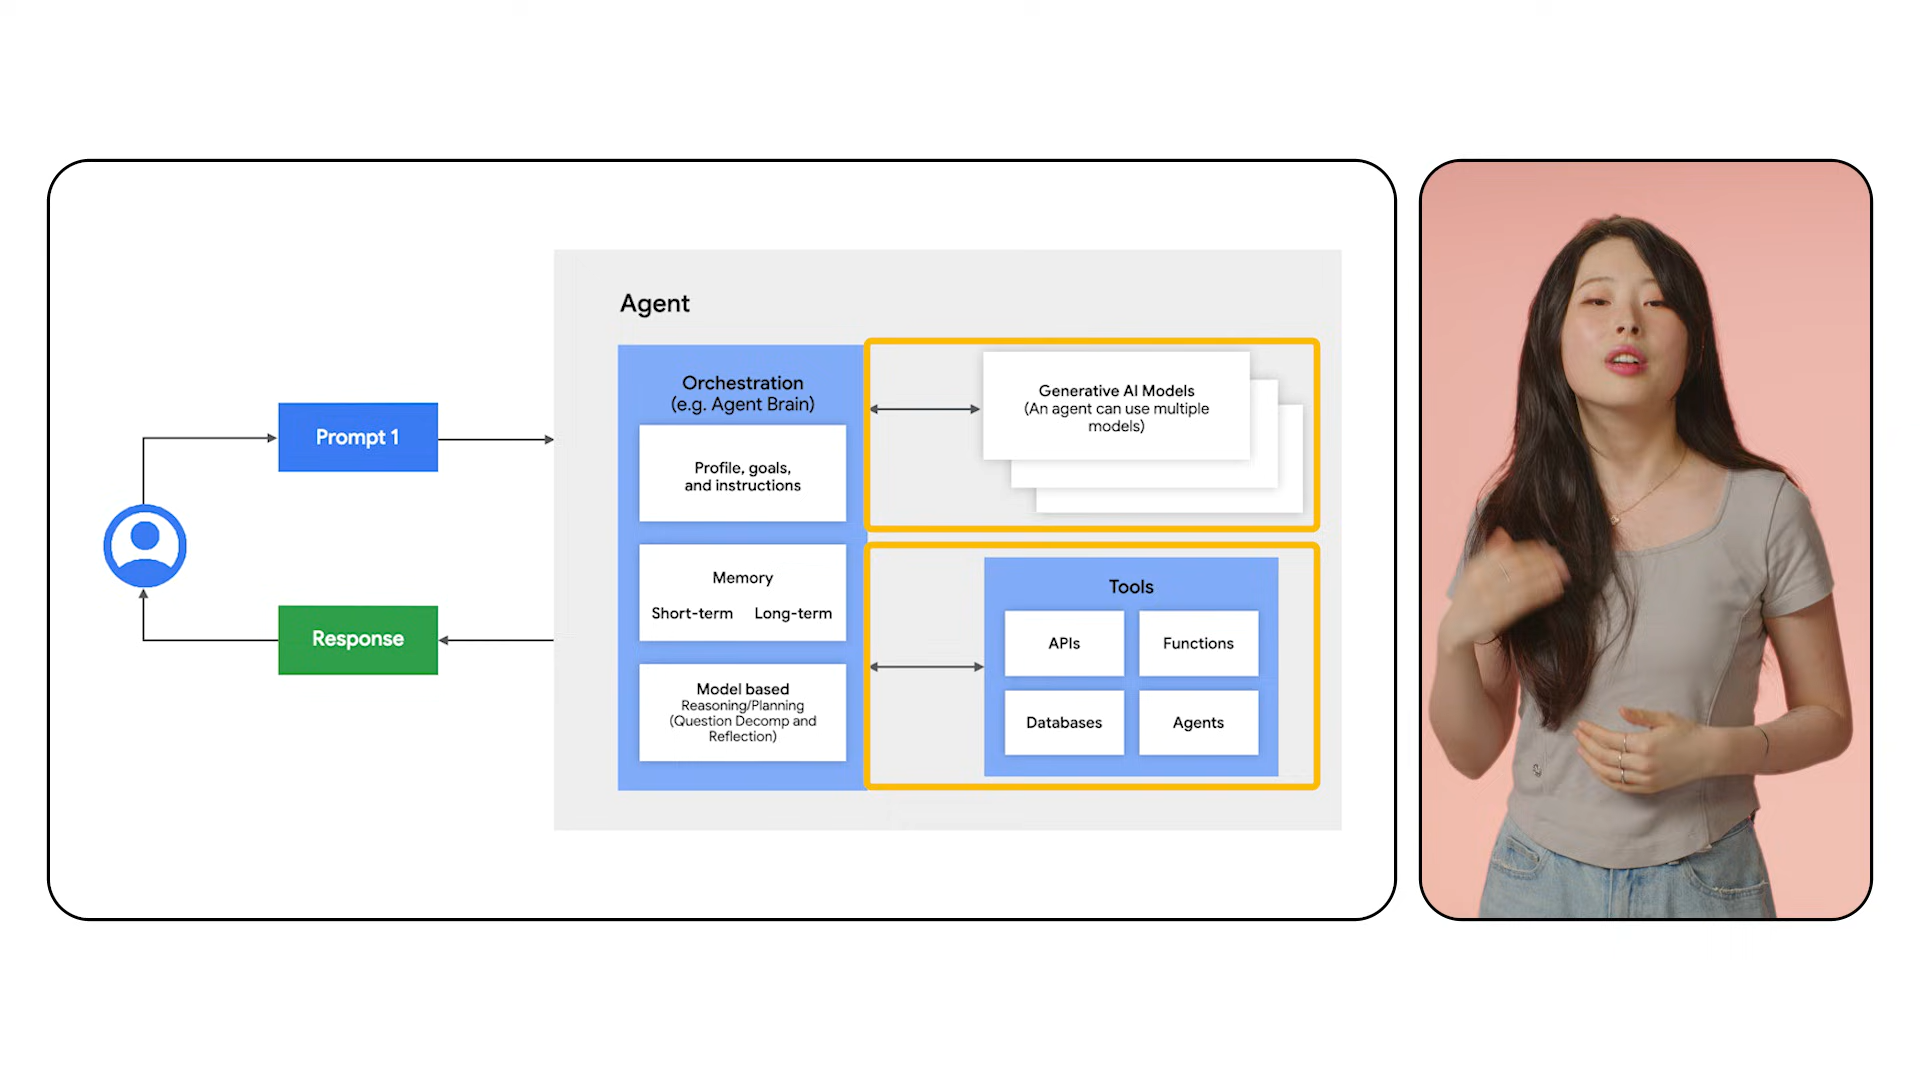 Agent
Orchestration
(e.g. Agent Brain)
Profile, goals,
and instructions
Memory
Short-term Long-term
Model based
Reasoning/Planning
(Question Decomp and
Reflection)
Generative AI Models
(An agent can use multiple
models)
Tools
APIs
Functions
Databases
Agents
Prompt 1
Response